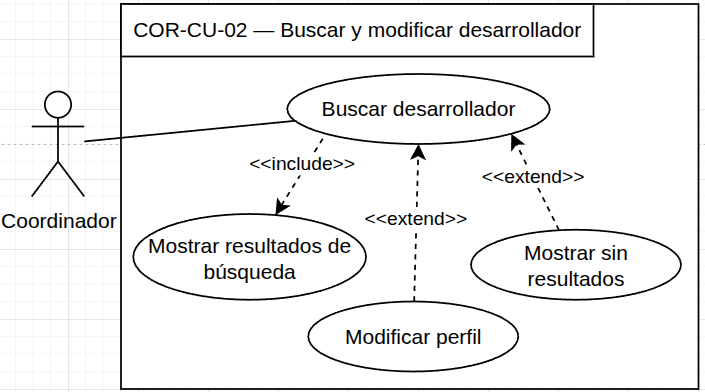 COR-CU-02 — Buscar y modificar desarrollador
Buscar desarrollador
<<include>>
<<extend>>
<<extend>>
Coordinador
Mostrar resultados de
búsqueda
Mostrar sin
resultados
Modificar perfil